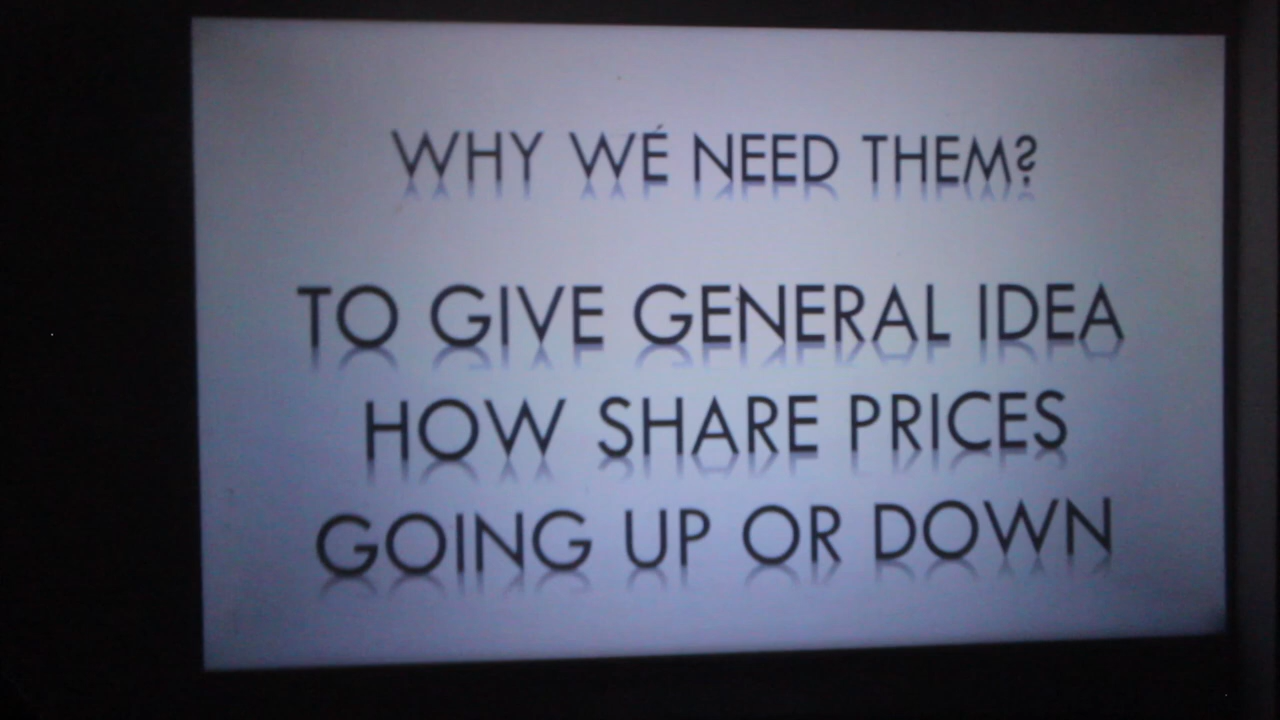 WHY WE NEED THEM?
TO GIVE GENERAL IDEA
HOW SHARE PRICES
GOING UP OR DOWN